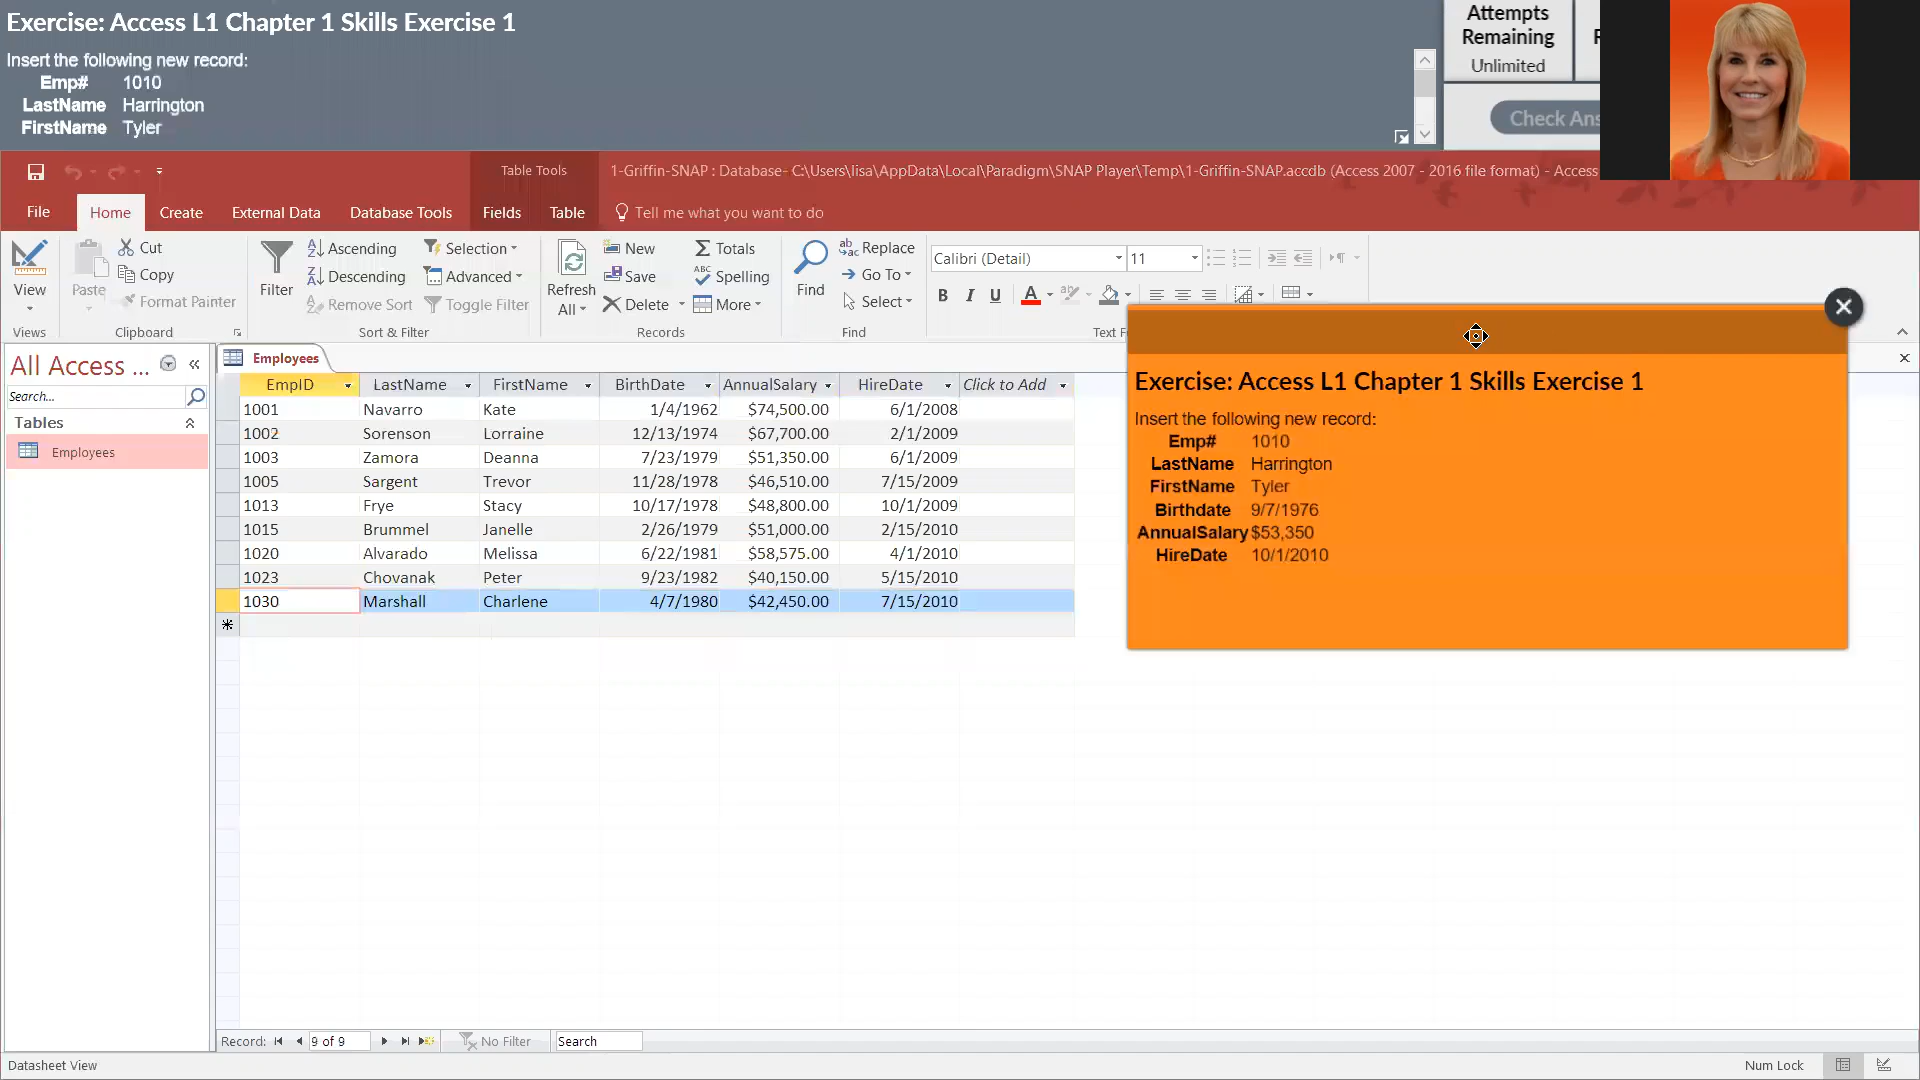 Exercise: Access L1 Chapter 1 Skills Exercise 1
Insert the following new record:
Emp# 1010
LastName Harrington
FirstName Tyler
Attempts
Remaining
Unlimited
Check Ans
Table Tools
1-Griffin-SNAP : Database- C:\Users\lisa\AppData\Local\Paradigm\SNAP Player\Temp\1-Griffin-SNAP.accdb (Access 2007 - 2016 file format) - Access
File Home Create External Data Database Tools Fields Table Tell me what you want to do
View
Views
Paste
Cut
Copy
Format Painter
Clipboard
Filter
Ascending
Descending
Remove Sort
Selection
Advanced
Toggle Filter
Sort & Filter
Refresh
All
New
Save
Delete
Totals
Spelling
More
Records
Find
Replace
Go To
Select
Find
Calibri (Detail) 11
B I U A
Text F
All Access ...
Search...
Tables
Employees
Employees
EmpID LastName FirstName BirthDate AnnualSalary HireDate Click to Add
1001 Navarro Kate 1/4/1962 $74,500.00 6/1/2008
1002 Sorenson Lorraine 12/13/1974 $67,700.00 2/1/2009
1003 Zamora Deanna 7/23/1979 $51,350.00 6/1/2009
1005 Sargent Trevor 11/28/1978 $46,510.00 7/15/2009
1013 Frye Stacy 10/17/1978 $48,800.00 10/1/2009
1015 Brummel Janelle 2/26/1979 $51,000.00 2/15/2010
1020 Alvarado Melissa 6/22/1981 $58,575.00 4/1/2010
1023 Chovanak Peter 9/23/1982 $40,150.00 5/15/2010
1030 Marshall Charlene 4/7/1980 $42,450.00 7/15/2010
Exercise: Access L1 Chapter 1 Skills Exercise 1
Insert the following new record:
Emp# 1010
LastName Harrington
FirstName Tyler
Birthdate 9/7/1976
AnnualSalary $53,350
HireDate 10/1/2010
Record: 9 of 9 No Filter Search
Datasheet View Num Lock